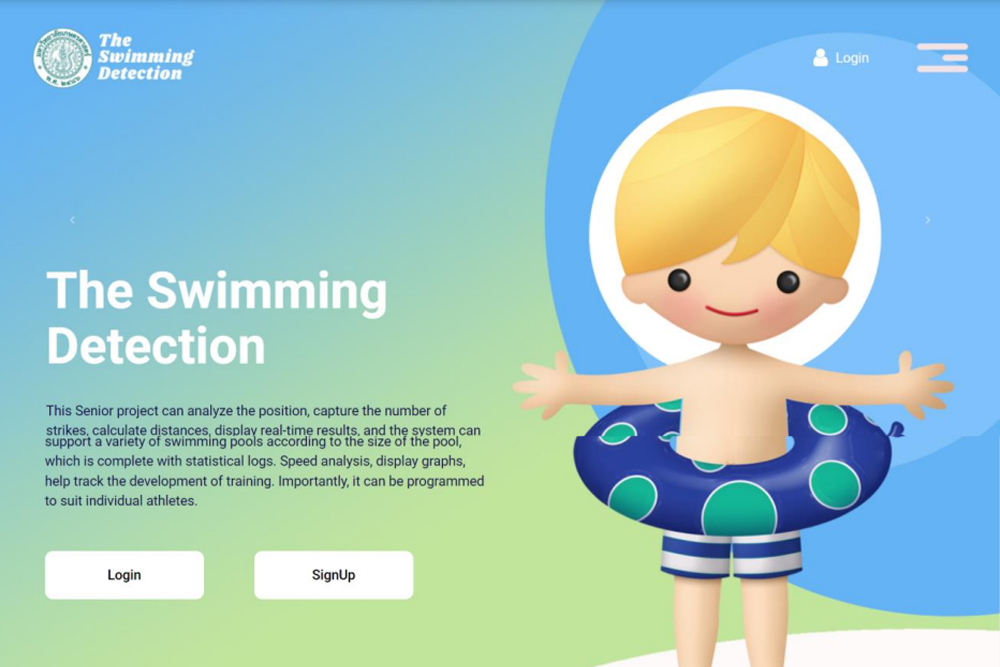 The
Swimming
Detection
Login
The Swimming
Detection
This Senior project can analyze the position, capture the number of
strikes, calculate distances, display real-time results, and the system can
support a variety of swimming pools according to the size of the pool,
which is complete with statistical logs. Speed analysis, display graphs,
help track the development of training. Importantly, it can be programmed
to suit individual athletes.
Login
SignUp